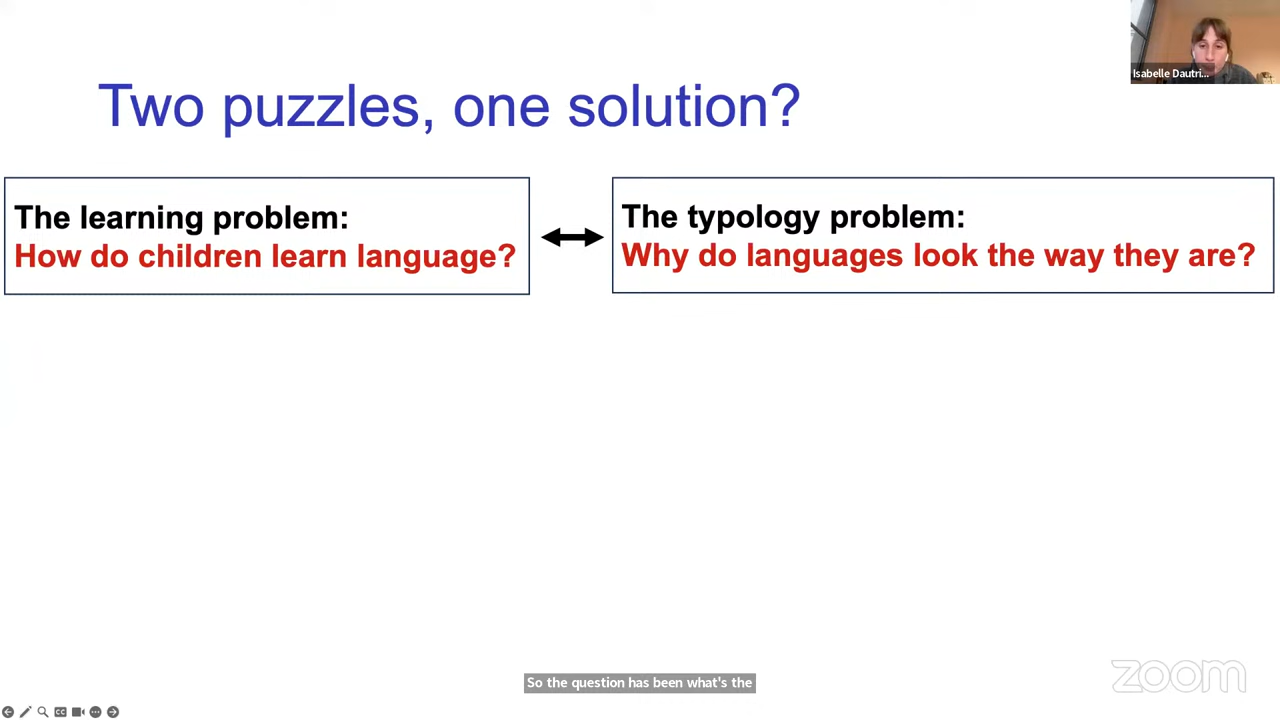 Isabelle Dautri...
Two puzzles, one solution?
The learning problem:
How do children learn language?
The typology problem:
Why do languages look the way they are?
So the question has been what's the
zoom
CC